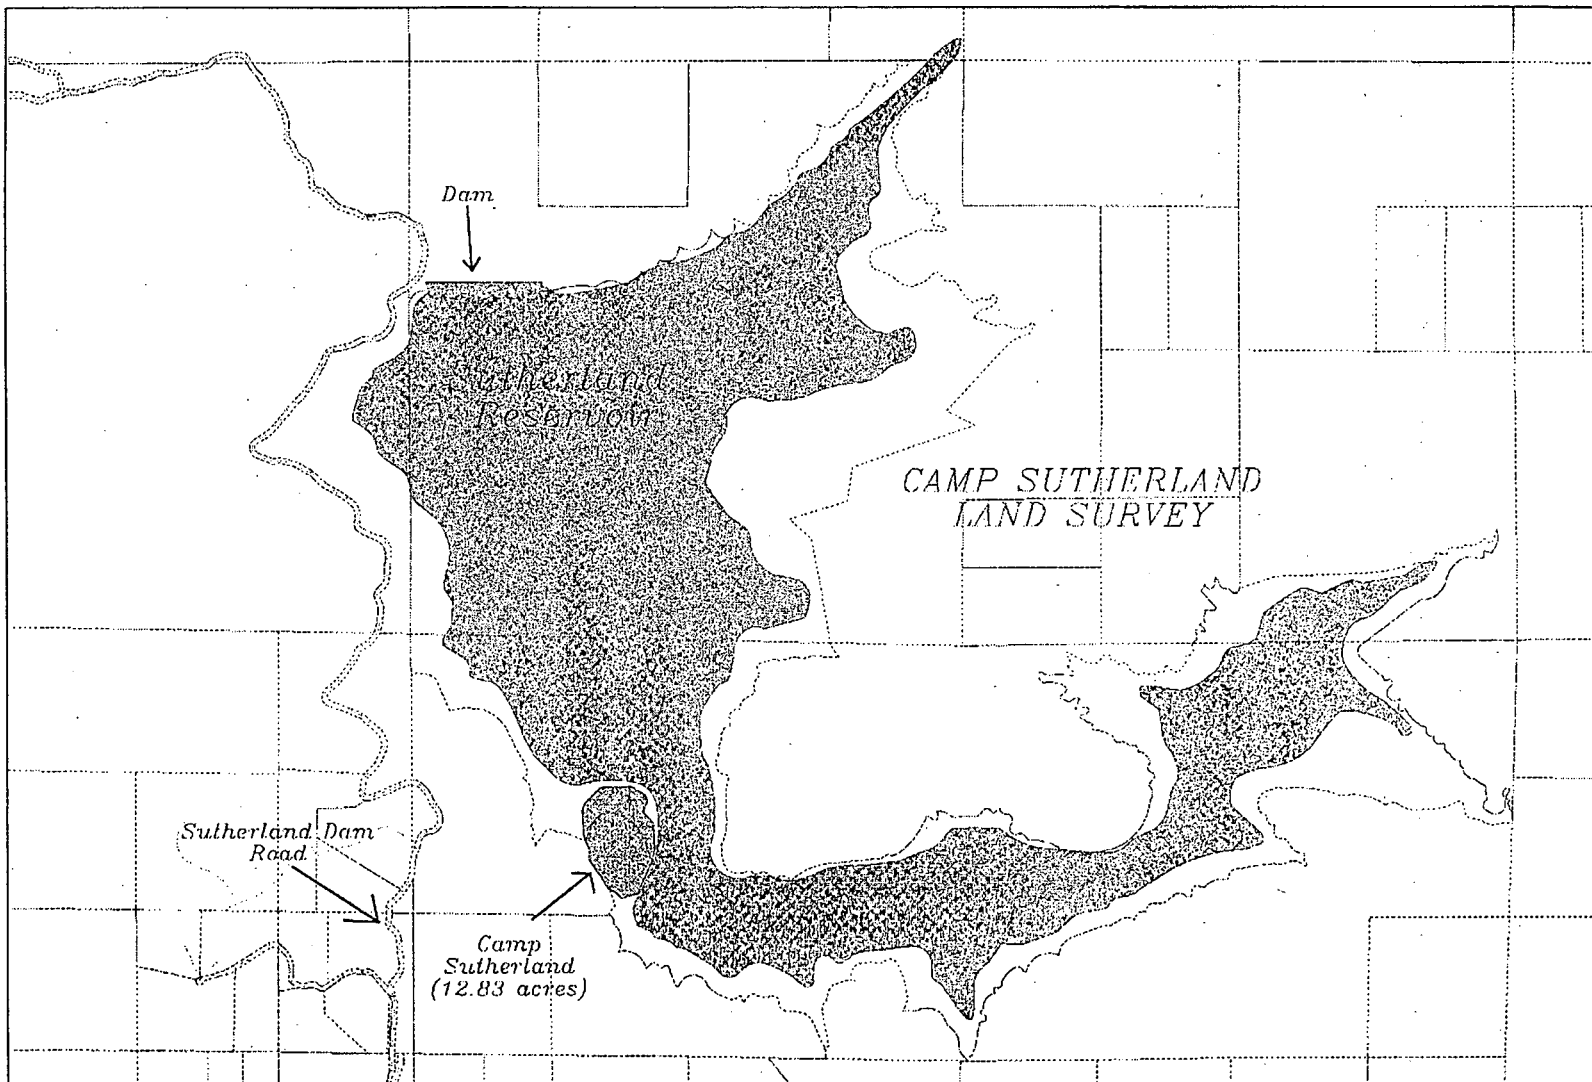 Dam
Sutherland
Reservoir
CAMP SUTHERLAND
LAND SURVEY
Sutherland Dam
Road
Camp
Sutherland
(12.83 acres)